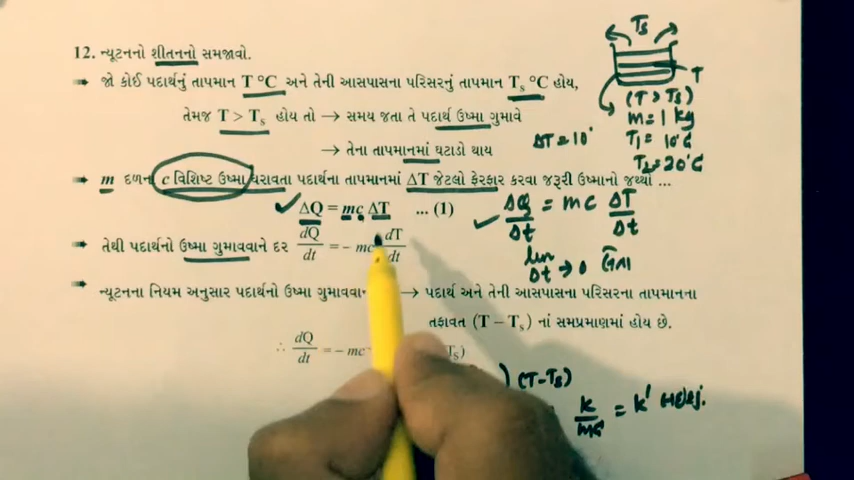 12. ન્યૂટનનો શીતનનો સમજાવો.
જો કોઈ પદાર્થનું તાપમાન T °C અને તેની આસપાસના પરિસરનું તાપમાન Ts °C હોય,
તેમજ T > Ts હોય તો → સમય જતા તે પદાર્થ ઉષ્મા ગુમાવે
→ તેના તાપમાનમાં ઘટાડો થાય
m દળના c વિશિષ્ટ ઉષ્મા ધરાવતા પદાર્થના તાપમાનમાં ΔT જેટલો ફેરફાર કરવા જરૂરી ઉષ્માનો જથ્થો ...
ΔQ = mc ΔT ... (1)
તેથી પદાર્થનો ઉષ્મા ગુમાવવાને દર dQ/dt = – mc dT/dt
ન્યૂટનના નિયમ અનુસાર પદાર્થનો ઉષ્મા ગુમાવવા → પદાર્થ અને તેની આસપાસના પરિસરના તાપમાનના
તફાવત (T – Ts) નાં સમપ્રમાણમાં હોય છે.
∴ dQ/dt = – mc Ts)
Ts
T
(T > Ts)
m = 1 kg
T1 = 10°C
T2 = 20°C
ΔT = 10°
ΔQ/Δt = mc ΔT/Δt
lim Δt → 0
) (T-Ts)
k/mc = k'